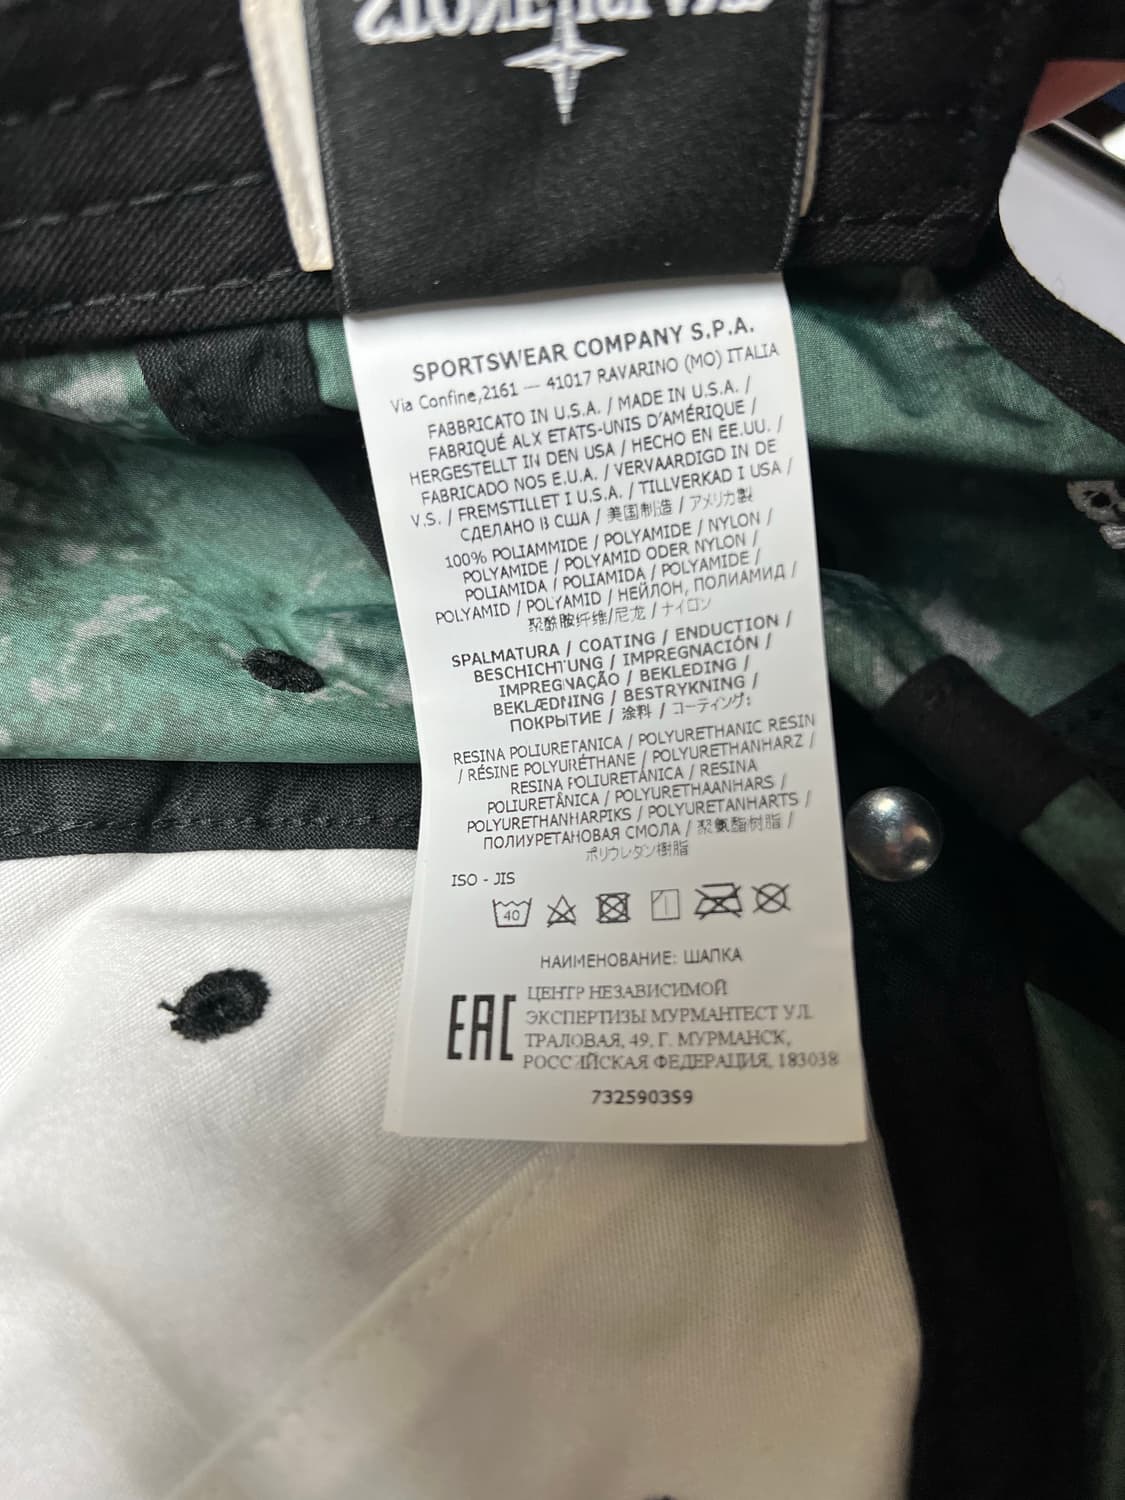 SPORTSWEAR COMPANY S.P.A.
Via Confine,2161 — 41017 RAVARINO (MO) ITALIA
FABBRICATO IN U.S.A. / MADE IN U.S.A. /
FABRIQUÉ ALX ETATS-UNIS D'AMÉRIQUE /
HERGESTELLT IN DEN USA / HECHO EN EE.UU. /
FABRICADO NOS E.U.A. / VERVAARDIGD IN DE
V.S. / FREMSTILLET I U.S.A. / TILLVERKAD I USA /
СДЕЛАНО В США / 美国制造 / アメリカ製
100% POLIAMMIDE / POLYAMIDE / NYLON /
POLYAMIDE / POLYAMID ODER NYLON /
POLIAMIDA / POLIAMIDA / POLYAMIDE /
POLYAMID / POLYAMID / НЕЙЛОН, ПОЛИАМИД /
聚酰胺纤维/尼龙 / ナイロン
SPALMATURA / COATING / ENDUCTION /
BESCHICHTUNG / IMPREGNACIÓN /
IMPREGNAÇÃO / BEKLEDING /
BEKLÆDNING / BESTRYKNING /
ПОКРЫТИЕ / 涂料 / コーティング:
RESINA POLIURETANICA / POLYURETHANIC RESIN
/ RÉSINE POLYURÉTHANE / POLYURETHANHARZ /
RESINA POLIURETÁNICA / RESINA
POLIURETÂNICA / POLYURETHAANHARS /
POLYURETHANHARPIKS / POLYURETANHARTS /
ПОЛИУРЕТАНОВАЯ СМОЛА / 聚氨酯树脂 /
ポリウレタン樹脂
ISO - JIS
40
НАИМЕНОВАНИЕ: ШАПКА
EAC
ЦЕНТР НЕЗАВИСИМОЙ
ЭКСПЕРТИЗЫ МУРМАНТЕСТ УЛ.
ТРАЛОВАЯ, 49, Г. МУРМАНСК,
РОССИЙСКАЯ ФЕДЕРАЦИЯ, 183038
7325903S9